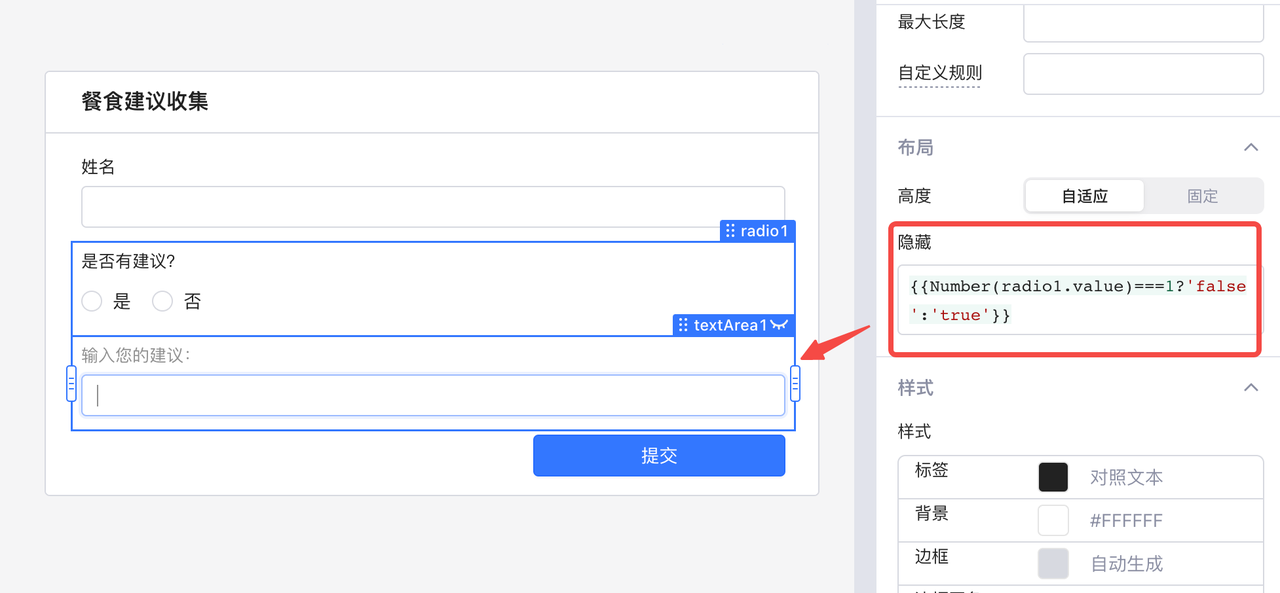 餐食建议收集
姓名
radio1
是否有建议?
是
否
textArea1
输入您的建议:
提交
最大长度
自定义规则
布局
高度
自适应
固定
隐藏
{{Number(radio1.value)===1?'false
':'true'}}
样式
样式
标签
对照文本
背景
#FFFFFF
边框
自动生成